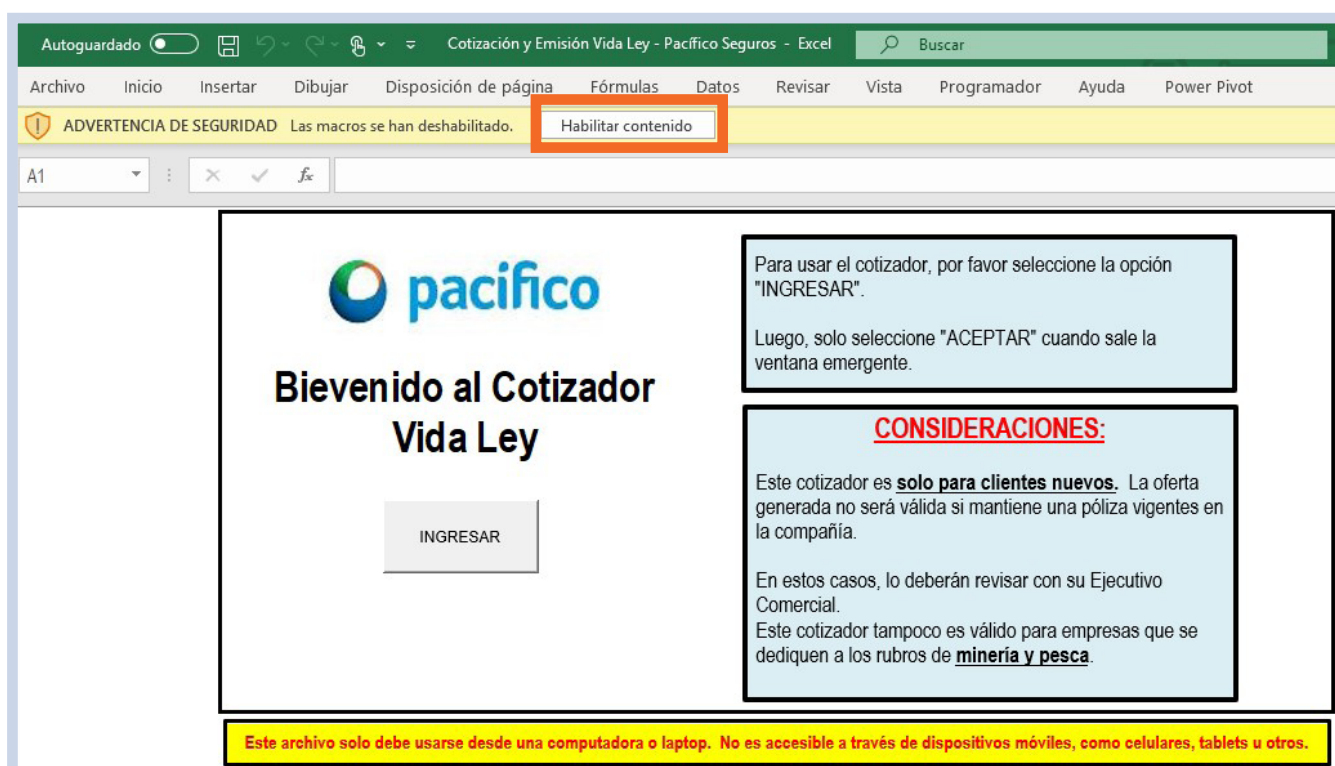 Autoguardado
Cotización y Emisión Vida Ley - Pacífico Seguros - Excel
Buscar
Archivo Inicio Insertar Dibujar Disposición de página Fórmulas Datos Revisar Vista Programador Ayuda Power Pivot
ADVERTENCIA DE SEGURIDAD Las macros se han deshabilitado. Habilitar contenido
A1
fx
pacifico
Bievenido al Cotizador
Vida Ley
INGRESAR
Para usar el cotizador, por favor seleccione la opción
"INGRESAR".
Luego, solo seleccione "ACEPTAR" cuando sale la
ventana emergente.
CONSIDERACIONES:
Este cotizador es solo para clientes nuevos. La oferta
generada no será válida si mantiene una póliza vigentes en
la compañía.
En estos casos, lo deberán revisar con su Ejecutivo
Comercial.
Este cotizador tampoco es válido para empresas que se
dediquen a los rubros de minería y pesca.
Este archivo solo debe usarse desde una computadora o laptop. No es accesible a través de dispositivos móviles, como celulares, tablets u otros.